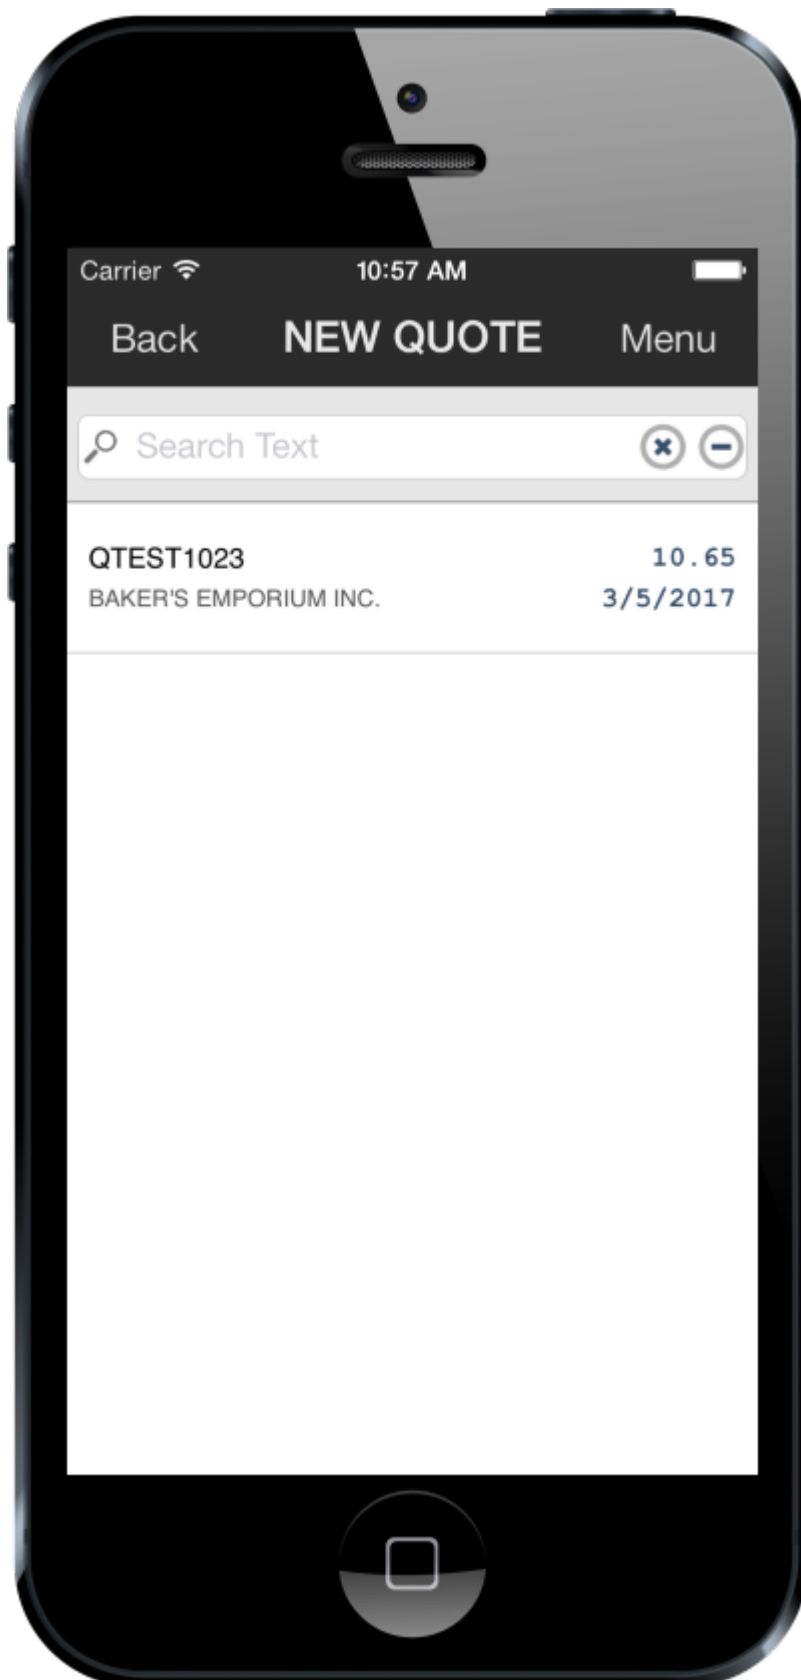 Carrier 10:57 AM
Back NEW QUOTE Menu
Search Text
QTEST1023 10.65
BAKER'S EMPORIUM INC. 3/5/2017